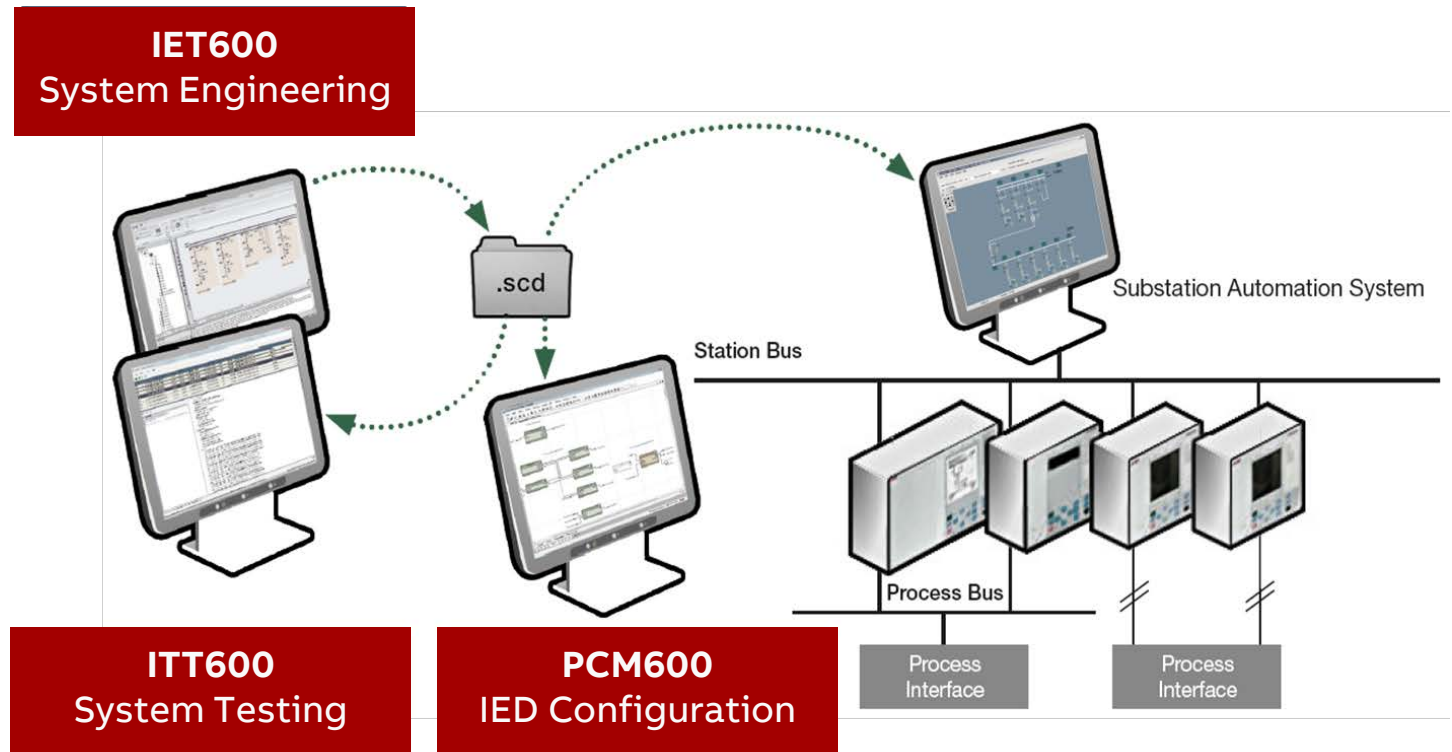 IET600
System Engineering
.scd
Substation Automation System
Station Bus
Process Bus
ITT600
System Testing
PCM600
IED Configuration
Process
Interface
Process
Interface